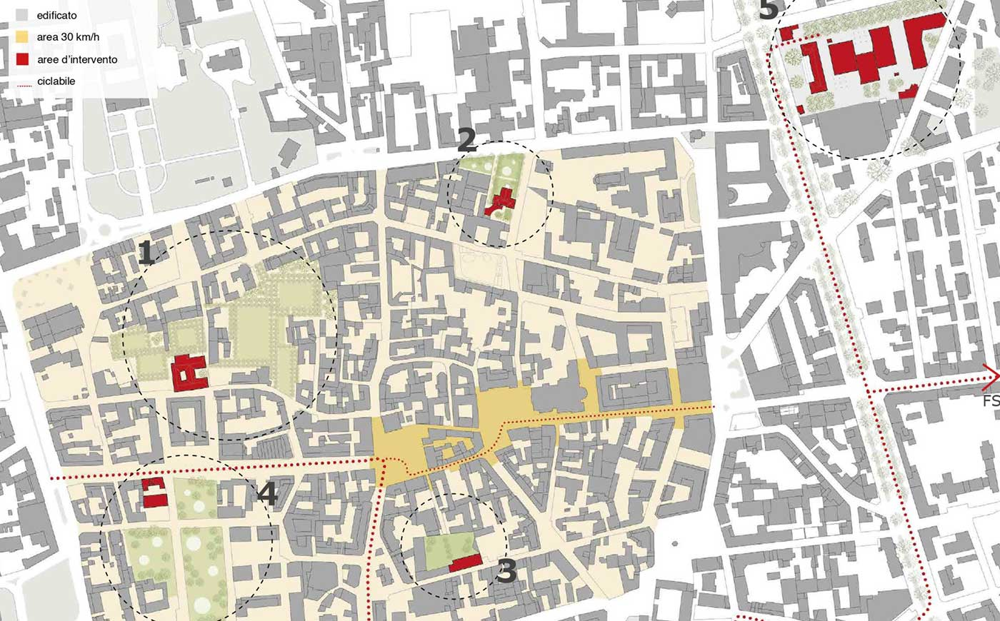 edificato
area 30 km/h
aree d'intervento
ciclabile
5
2
1
FS
4
3